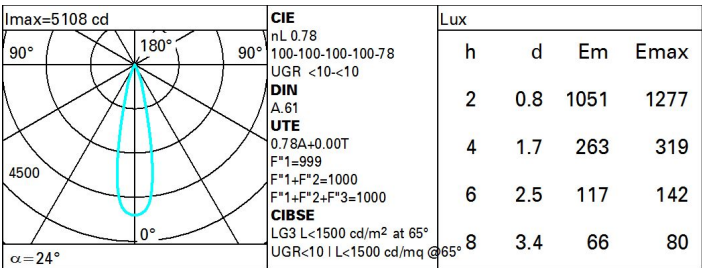 Imax=5108 cd
90°
180°
90°
4500
0°
α=24°
CIE
nL 0.78
100-100-100-100-78
UGR <10-<10
DIN
A.61
UTE
0.78A+0.00T
F"1=999
F"1+F"2=1000
F"1+F"2+F"3=1000
CIBSE
LG3 L<1500 cd/m² at 65°
UGR<10 | L<1500 cd/mq @65°
Lux
h d Em Emax
2 0.8 1051 1277
4 1.7 263 319
6 2.5 117 142
8 3.4 66 80